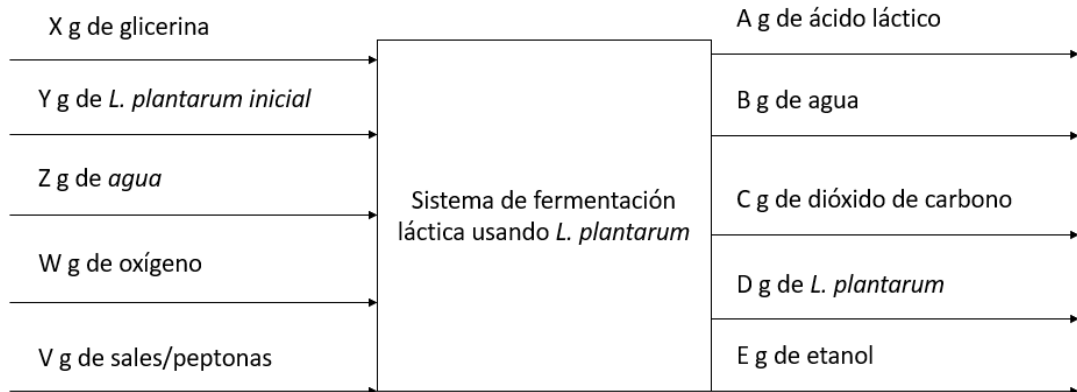 X g de glicerina
Y g de L. plantarum inicial
Z g de agua
W g de oxígeno
V g de sales/peptonas
Sistema de fermentación
láctica usando L. plantarum
A g de ácido láctico
B g de agua
C g de dióxido de carbono
D g de L. plantarum
E g de etanol